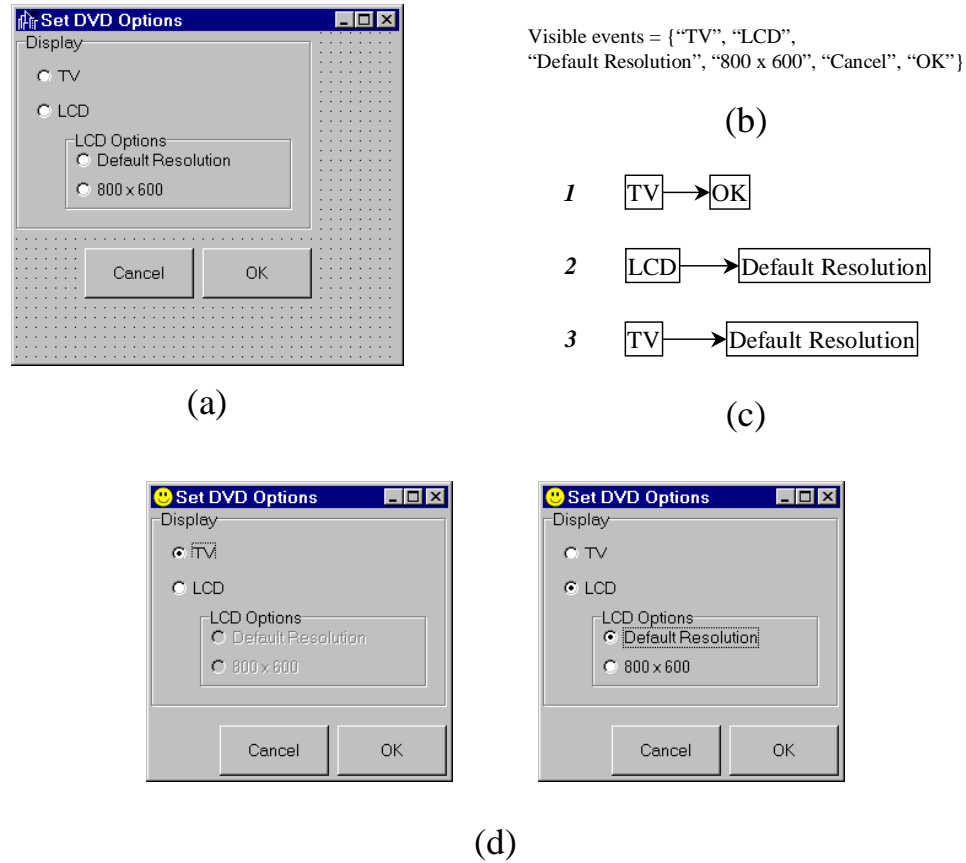 Set DVD Options
Display
TV
LCD
LCD Options
Default Resolution
800 x 600
Cancel OK
(a)
Visible events = {“TV”, “LCD”,
“Default Resolution”, “800 x 600”, “Cancel”, “OK”}
(b)
1 TV OK
2 LCD Default Resolution
3 TV Default Resolution
(c)
Set DVD Options
Display
TV
LCD
LCD Options
Default Resolution
800 x 600
Cancel OK
Set DVD Options
Display
TV
LCD
LCD Options
Default Resolution
800 x 600
Cancel OK
(d)